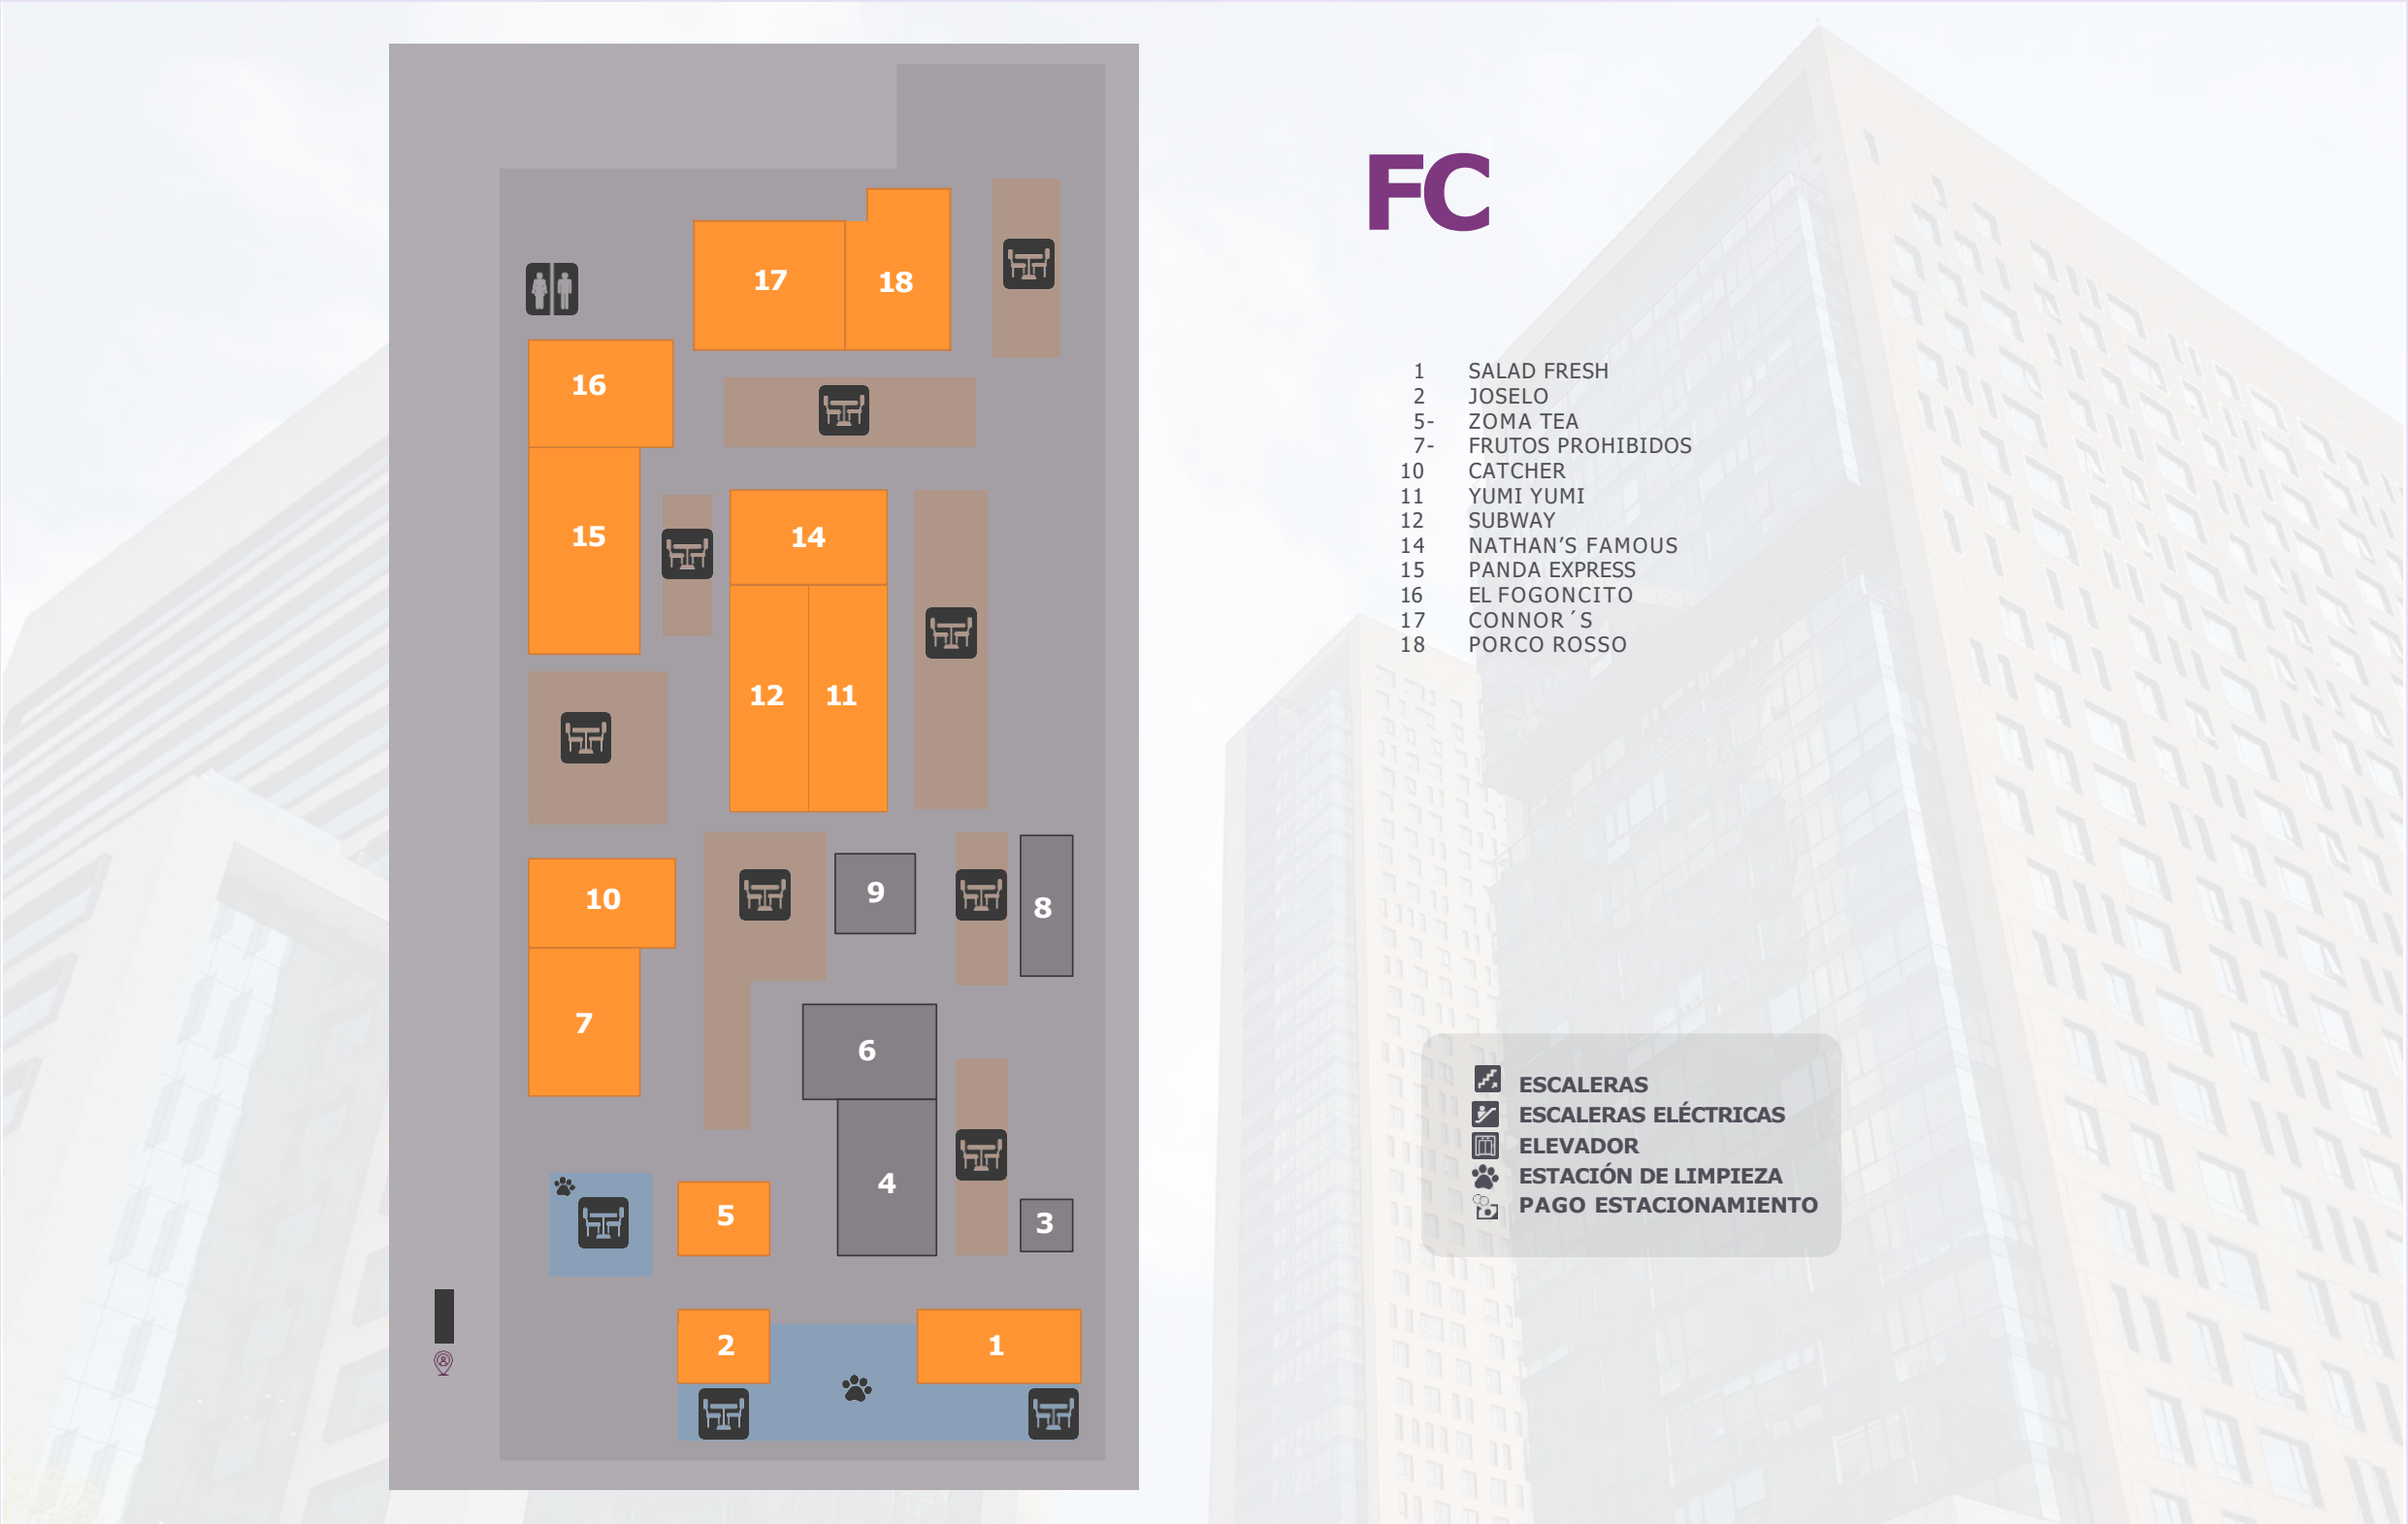 FC
17
18
16
15
14
12
11
10
9
8
7
6
4
5
3
2
1
1 SALAD FRESH
2 JOSELO
5- ZOMA TEA
7- FRUTOS PROHIBIDOS
10 CATCHER
11 YUMI YUMI
12 SUBWAY
14 NATHAN’S FAMOUS
15 PANDA EXPRESS
16 EL FOGONCITO
17 CONNOR´S
18 PORCO ROSSO
ESCALERAS
ESCALERAS ELÉCTRICAS
ELEVADOR
ESTACIÓN DE LIMPIEZA
PAGO ESTACIONAMIENTO